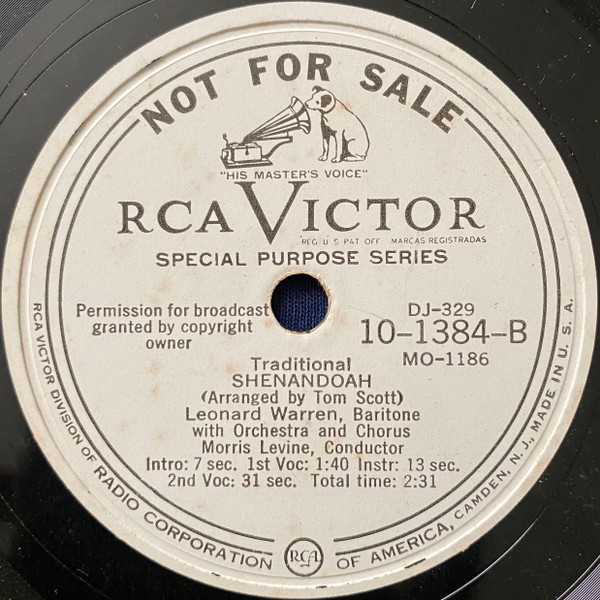 NOT FOR SALE
"HIS MASTER'S VOICE"
RCA VICTOR
REG. U S PAT OFF MARCAS REGISTRADAS
SPECIAL PURPOSE SERIES
Permission for broadcast
granted by copyright
owner
DJ-329
10-1384-B
MO-1186
Traditional
SHENANDOAH
(Arranged by Tom Scott)
Leonard Warren, Baritone
with Orchestra and Chorus
Morris Levine, Conductor
Intro: 7 sec. 1st Voc: 1:40 Instr: 13 sec.
2nd Voc: 31 sec. Total time: 2:31
RCA VICTOR DIVISION OF RADIO CORPORATION OF AMERICA, CAMDEN, N. J., MADE IN U. S. A.
RCA